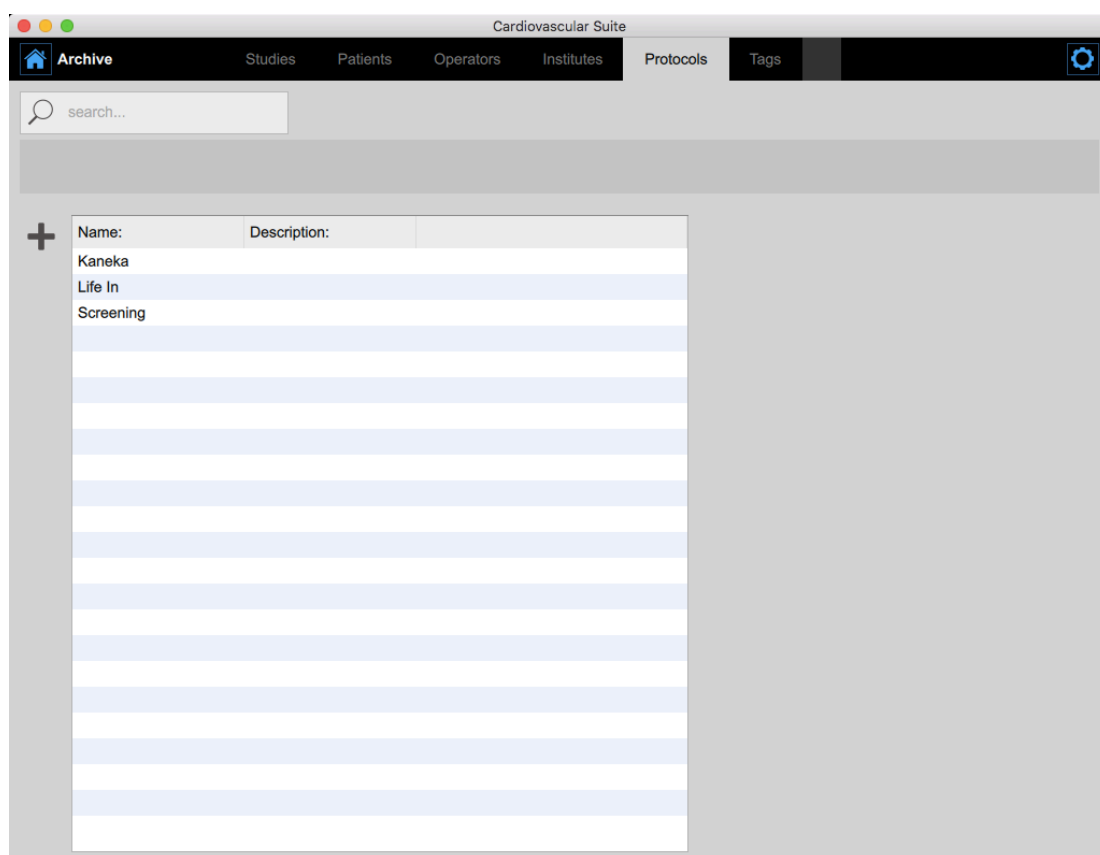 Cardiovascular Suite
Archive Studies Patients Operators Institutes Protocols Tags
search...
Name: Description:
Kaneka
Life In
Screening